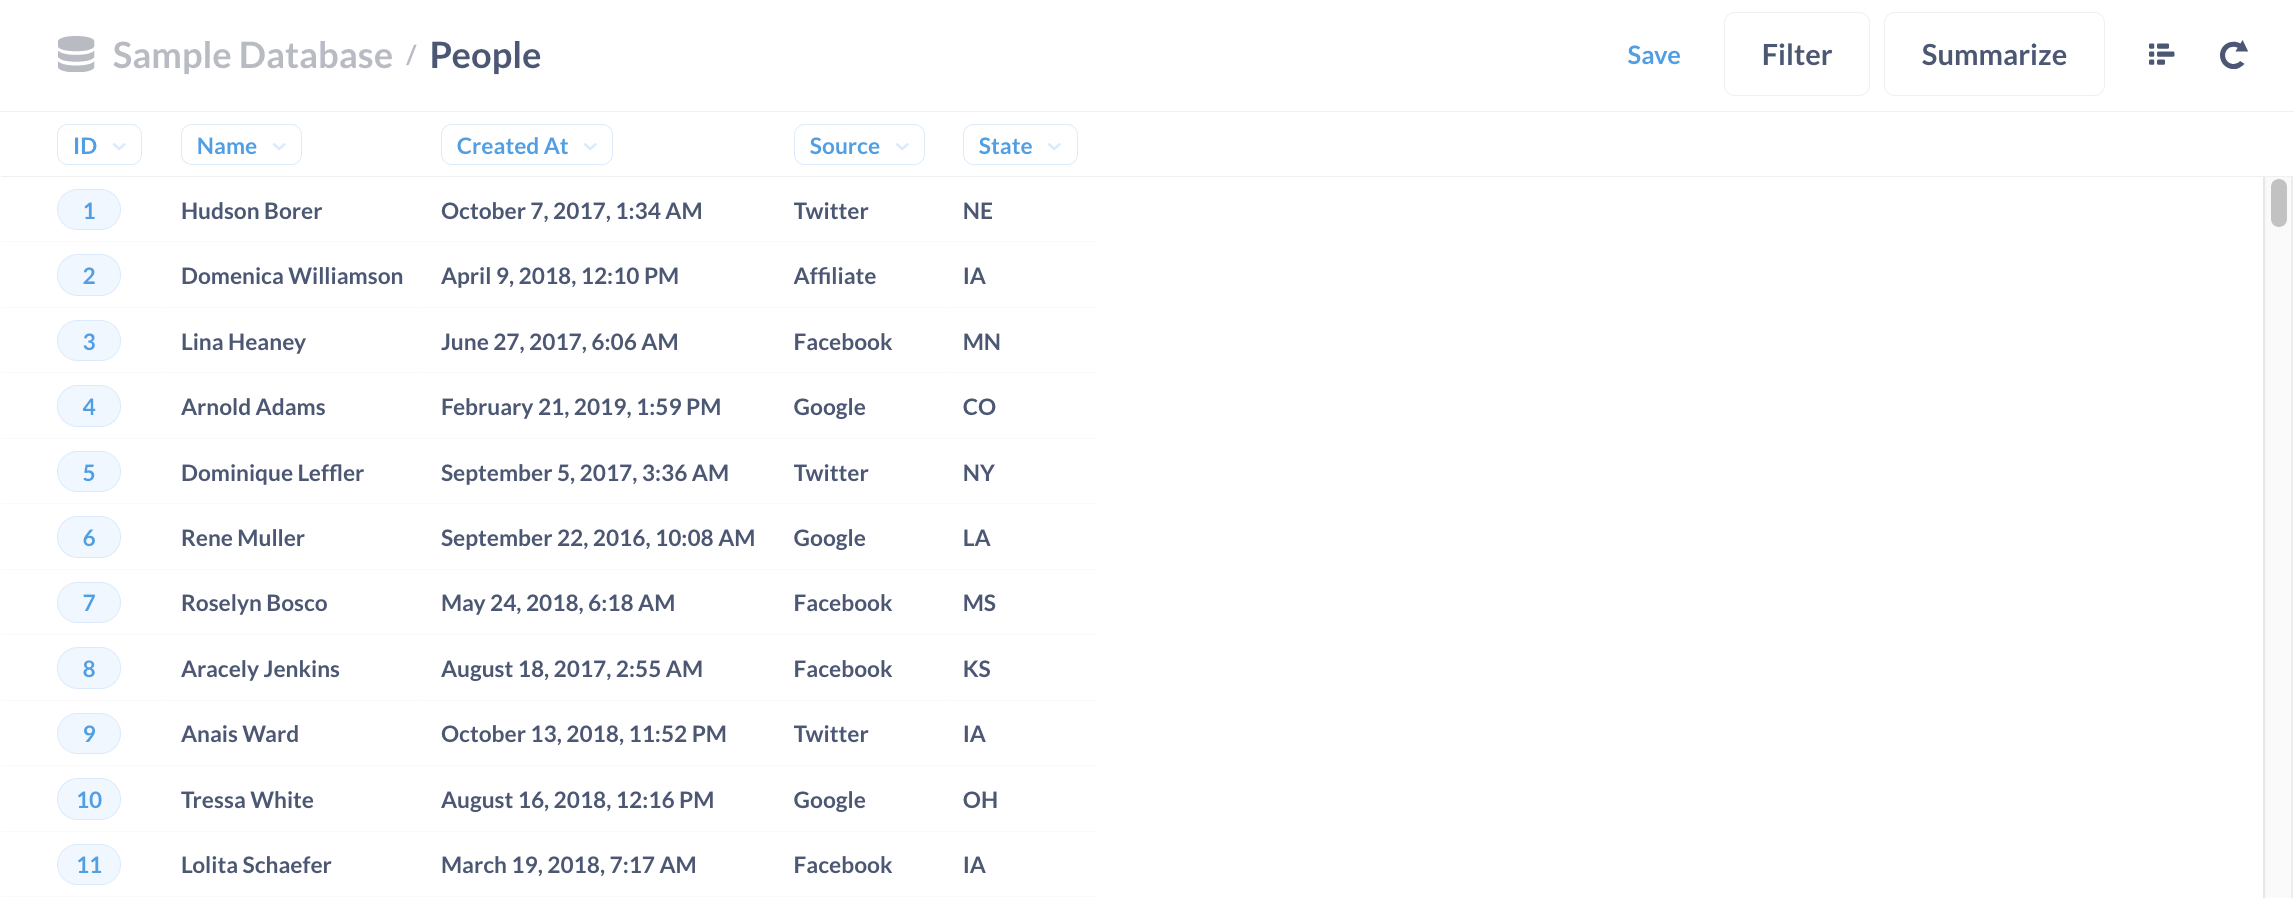 Sample Database / People Save Filter Summarize
ID Name Created At Source State
1 Hudson Borer October 7, 2017, 1:34 AM Twitter NE
2 Domenica Williamson April 9, 2018, 12:10 PM Affiliate IA
3 Lina Heaney June 27, 2017, 6:06 AM Facebook MN
4 Arnold Adams February 21, 2019, 1:59 PM Google CO
5 Dominique Leffler September 5, 2017, 3:36 AM Twitter NY
6 Rene Muller September 22, 2016, 10:08 AM Google LA
7 Roselyn Bosco May 24, 2018, 6:18 AM Facebook MS
8 Aracely Jenkins August 18, 2017, 2:55 AM Facebook KS
9 Anais Ward October 13, 2018, 11:52 PM Twitter IA
10 Tressa White August 16, 2018, 12:16 PM Google OH
11 Lolita Schaefer March 19, 2018, 7:17 AM Facebook IA